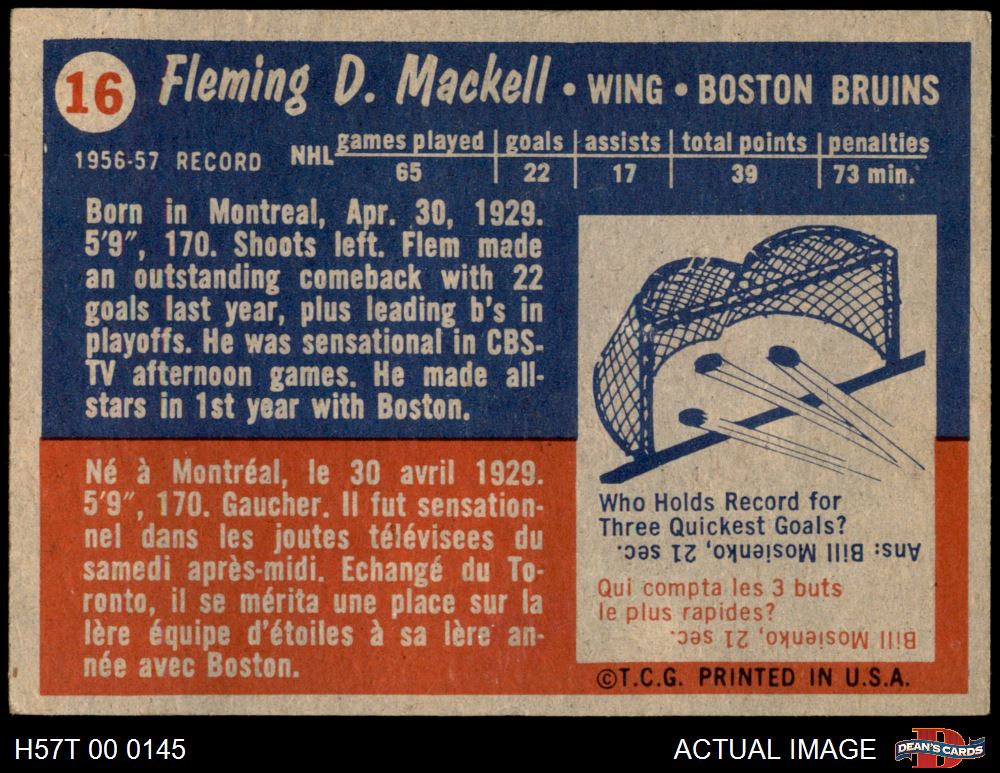 16 Fleming D. Mackell • WING • BOSTON BRUINS
games played goals assists total points penalties
1956-57 RECORD NHL 65 22 17 39 73 min.
Born in Montreal, Apr. 30, 1929.
5'9", 170. Shoots left. Flem made
an outstanding comeback with 22
goals last year, plus leading b's in
playoffs. He was sensational in CBS-
TV afternoon games. He made all-
stars in 1st year with Boston.
Né à Montréal, le 30 avril 1929.
5'9", 170. Gaucher. Il fut sensation-
nel dans les joutes télévisees du
samedi après-midi. Echangé du To-
ronto, il se mérita une place sur la
lère équipe d'étoiles à sa lère an-
née avec Boston.
Who Holds Record for
Three Quickest Goals?
Ans: Bill Mosienko, 21 sec.
Qui compta les 3 buts
le plus rapides?
Bill Mosienko, 21 sec.
©T.C.G. PRINTED IN U.S.A.
H57T 00 0145
ACTUAL IMAGE
D
DEAN'S CARDS